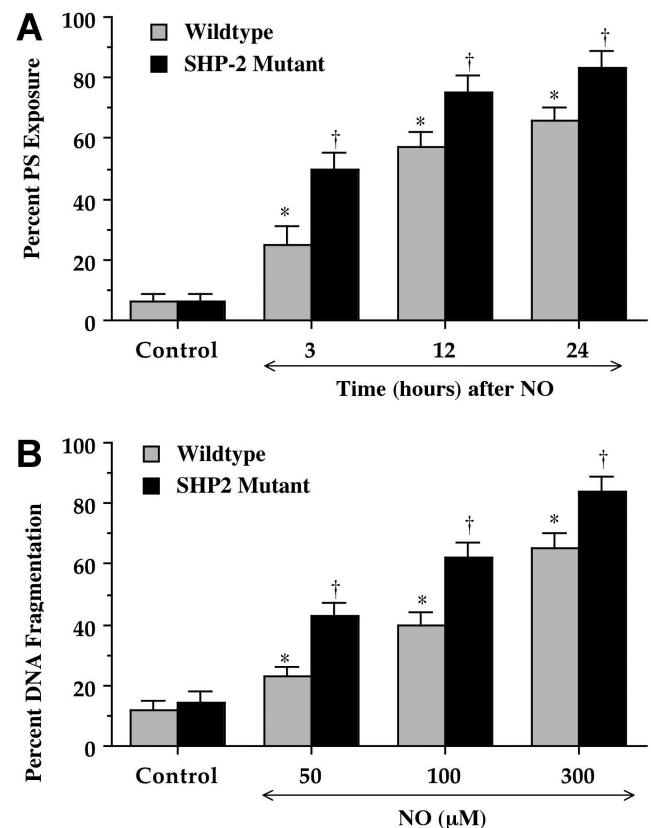 A
100
80
60
40
20
0
Percent PS Exposure
Wildtype
SHP-2 Mutant
*
†
*
†
*
†
Control 3 12 24
Time (hours) after NO
B
100
80
60
40
20
0
Percent DNA Fragmentation
Wildtype
SHP2 Mutant
*
†
*
†
*
†
Control 50 100 300
NO (µM)